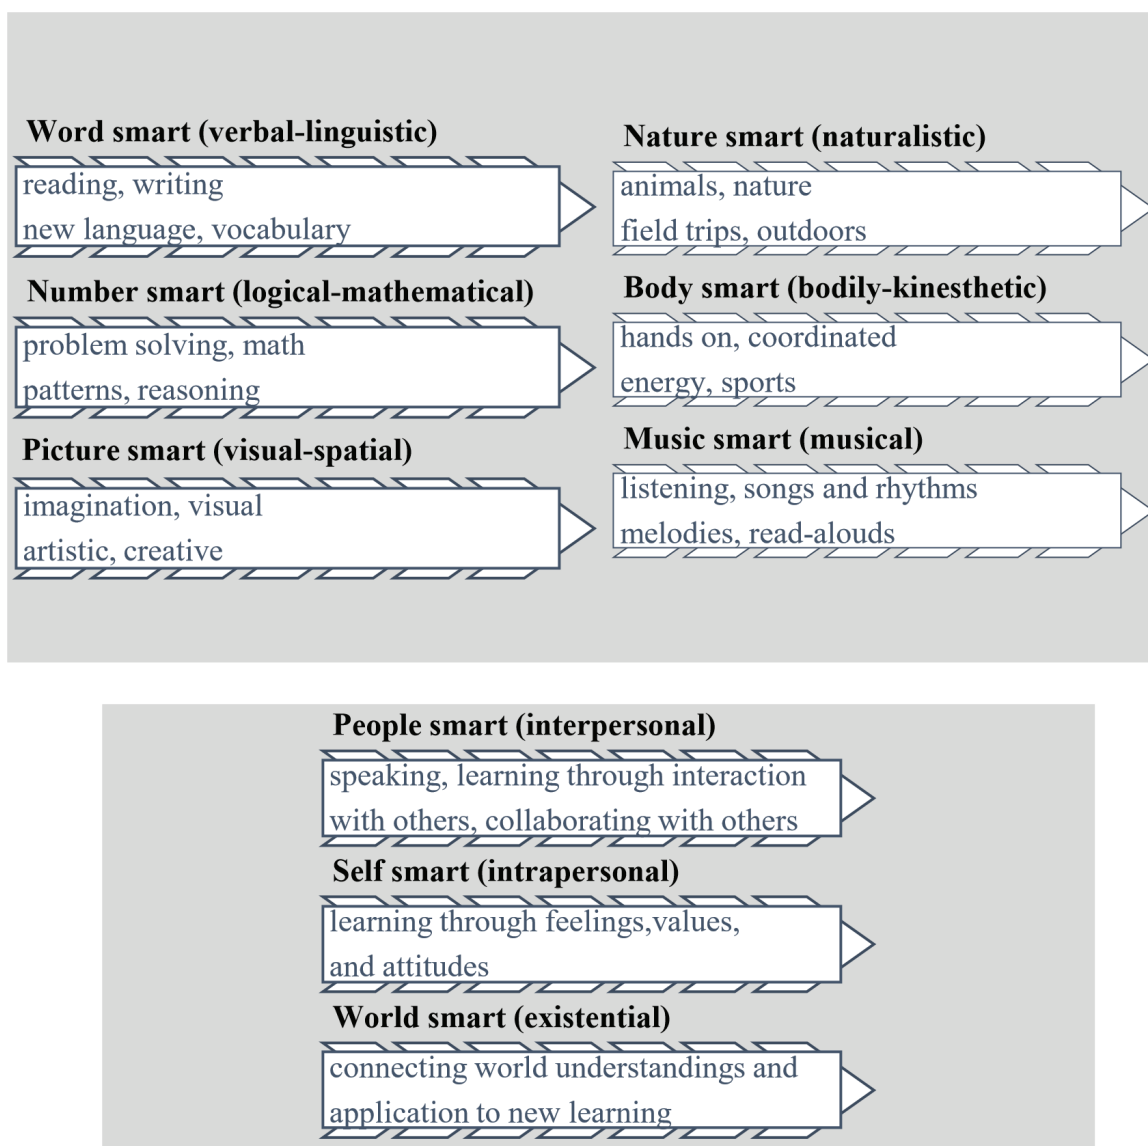 Word smart (verbal-linguistic)
reading, writing
new language, vocabulary
Number smart (logical-mathematical)
problem solving, math
patterns, reasoning
Picture smart (visual-spatial)
imagination, visual
artistic, creative
Nature smart (naturalistic)
animals, nature
field trips, outdoors
Body smart (bodily-kinesthetic)
hands on, coordinated
energy, sports
Music smart (musical)
listening, songs and rhythms
melodies, read-alouds
People smart (interpersonal)
speaking, learning through interaction
with others, collaborating with others
Self smart (intrapersonal)
learning through feelings,values,
and attitudes
World smart (existential)
connecting world understandings and
application to new learning